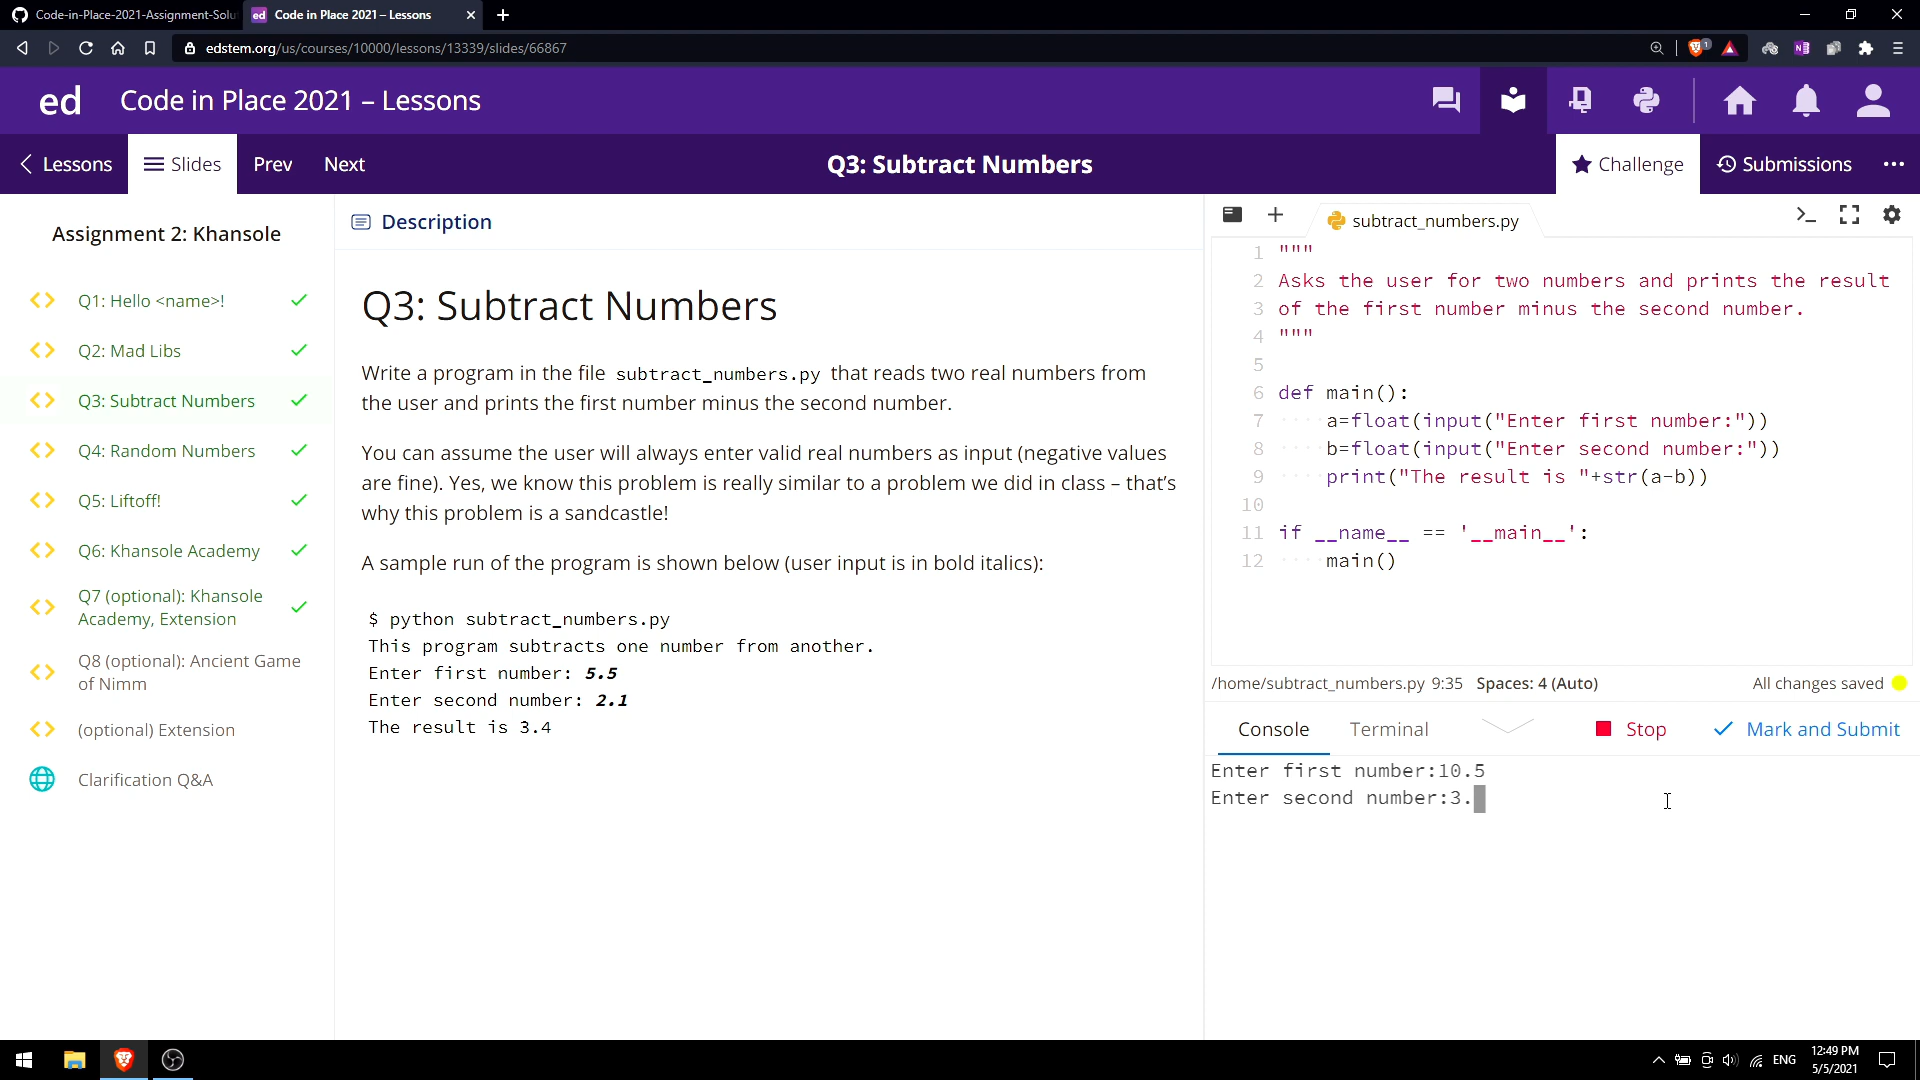 Code-in-Place-2021-Assignment-Solu
ed Code in Place 2021 – Lessons
edstem.org/us/courses/10000/lessons/13339/slides/66867
ed Code in Place 2021 – Lessons
Lessons Slides Prev Next Q3: Subtract Numbers Challenge Submissions
Assignment 2: Khansole
Q1: Hello <name>!
Q2: Mad Libs
Q3: Subtract Numbers
Q4: Random Numbers
Q5: Liftoff!
Q6: Khansole Academy
Q7 (optional): Khansole
Academy, Extension
Q8 (optional): Ancient Game
of Nimm
(optional) Extension
Clarification Q&A
Description
Q3: Subtract Numbers
Write a program in the file subtract_numbers.py that reads two real numbers from
the user and prints the first number minus the second number.
You can assume the user will always enter valid real numbers as input (negative values
are fine). Yes, we know this problem is really similar to a problem we did in class – that's
why this problem is a sandcastle!
A sample run of the program is shown below (user input is in bold italics):
$ python subtract_numbers.py
This program subtracts one number from another.
Enter first number: 5.5
Enter second number: 2.1
The result is 3.4
subtract_numbers.py
1 """
2 Asks the user for two numbers and prints the result
3 of the first number minus the second number.
4 """
5
6 def main():
7 a=float(input("Enter first number:"))
8 b=float(input("Enter second number:"))
9 print("The result is "+str(a-b))
10
11 if __name__ == '__main__':
12 main()
/home/subtract_numbers.py 9:35 Spaces: 4 (Auto) All changes saved
Console Terminal Stop Mark and Submit
Enter first number:10.5
Enter second number:3.
ENG
12:49 PM
5/5/2021